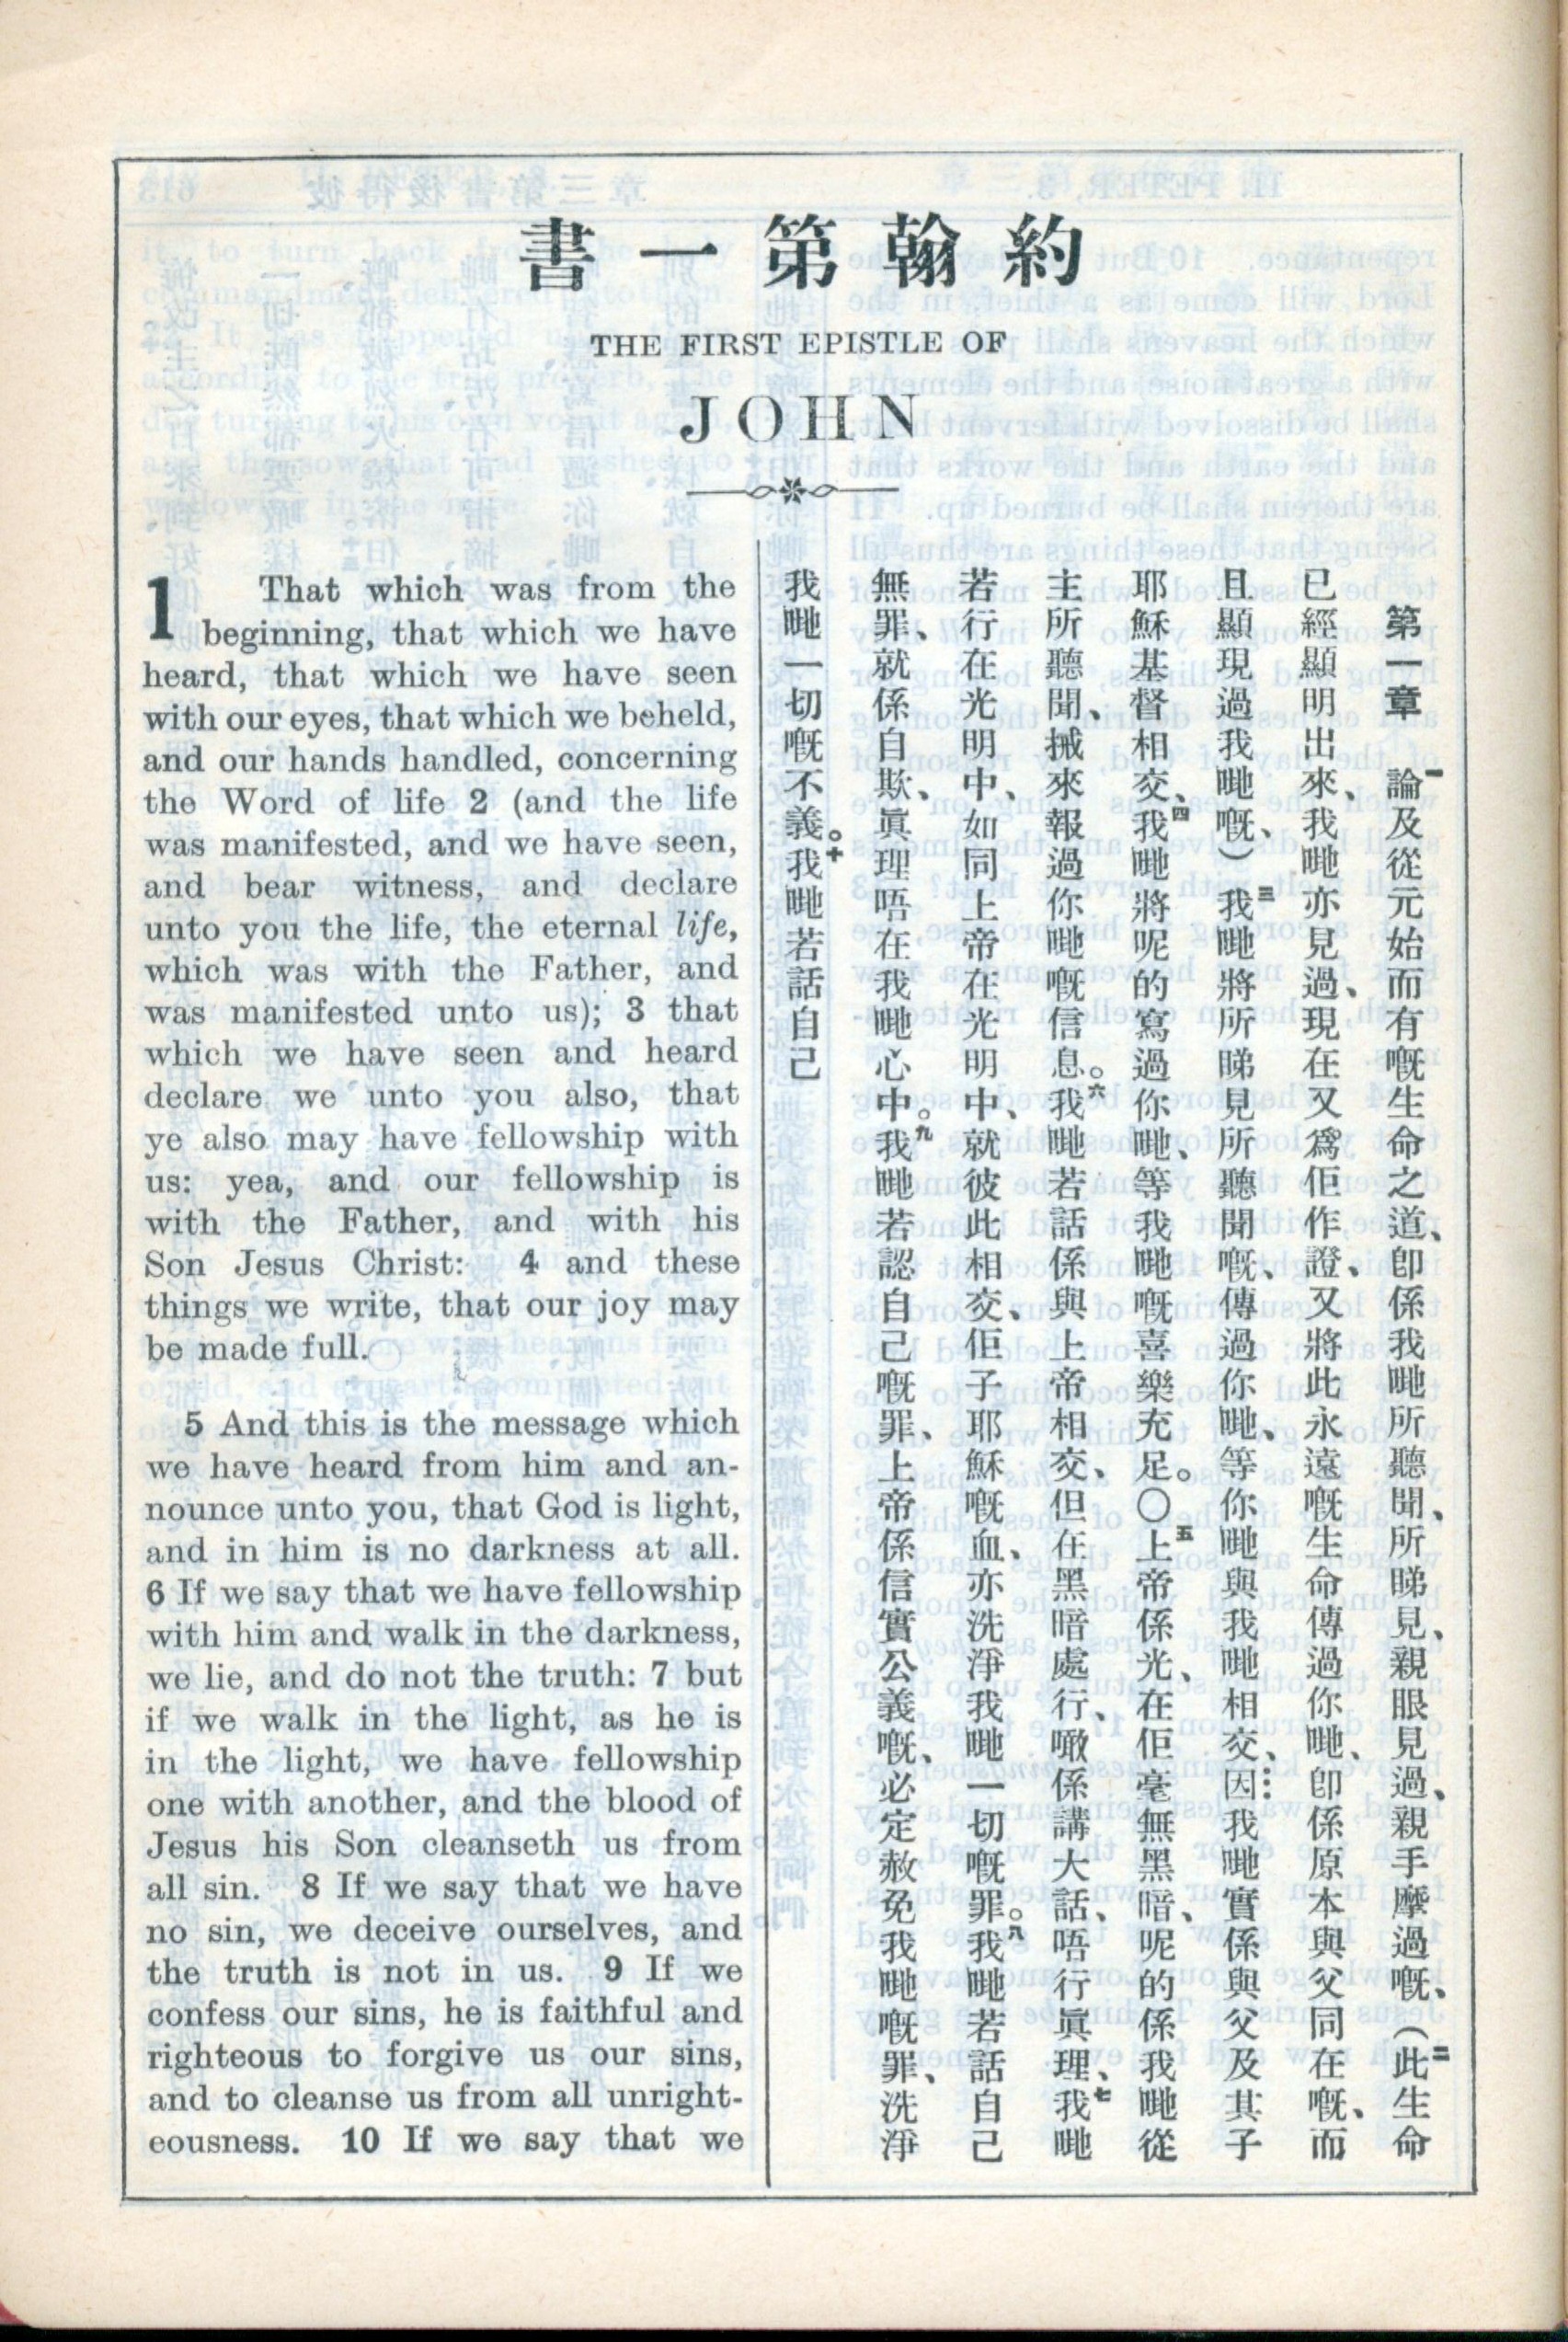 約翰第一書
THE FIRST EPISTLE OF
JOHN
1 That which was from the
beginning, that which we have
heard, that which we have seen
with our eyes, that which we beheld,
and our hands handled, concerning
the Word of life 2 (and the life
was manifested, and we have seen,
and bear witness, and declare
unto you the life, the eternal life,
which was with the Father, and
was manifested unto us); 3 that
which we have seen and heard
declare we unto you also, that
ye also may have fellowship with
us: yea, and our fellowship is
with the Father, and with his
Son Jesus Christ: 4 and these
things we write, that our joy may
be made full.
5 And this is the message which
we have heard from him and an-
nounce unto you, that God is light,
and in him is no darkness at all.
6 If we say that we have fellowship
with him and walk in the darkness,
we lie, and do not the truth: 7 but
if we walk in the light, as he is
in the light, we have fellowship
one with another, and the blood of
Jesus his Son cleanseth us from
all sin. 8 If we say that we have
no sin, we deceive ourselves, and
the truth is not in us. 9 If we
confess our sins, he is faithful and
righteous to forgive us our sins,
and to cleanse us from all unright-
eousness. 10 If we say that we
第一章 一論及從元始而有嘅生命之道、卽係我哋所聽聞、所睇見、親眼見過、親手摩過嘅、(二此生命
已經顯明出來、我哋亦見過、現在又爲佢作證、又將此永遠嘅生命傳過你哋、卽係原本與父同在嘅、而
且顯現過我哋嘅、)三我哋將所睇見所聽聞嘅、傳過你哋、等你哋與我哋相交、因我哋實係與父及其子
耶穌基督相交、四我哋將呢的寫過你哋、等我哋嘅喜樂充足。〇五上帝係光、在佢毫無黑暗、呢的係我哋從
主所聽聞、搣來報過你哋嘅信息。六我哋若話係與上帝相交、但在黑暗處行、噉係講大話、唔行眞理、七我哋
若行在光明中、如同上帝在光明中、就彼此相交、佢子耶穌嘅血、亦洗淨我哋一切嘅罪。八我哋若話自己
無罪、就係自欺、眞理唔在我哋心中。九我哋若認自己嘅罪、上帝係信實公義嘅、必定赦免我哋嘅罪、洗淨
我哋一切嘅不義。十我哋若話自己